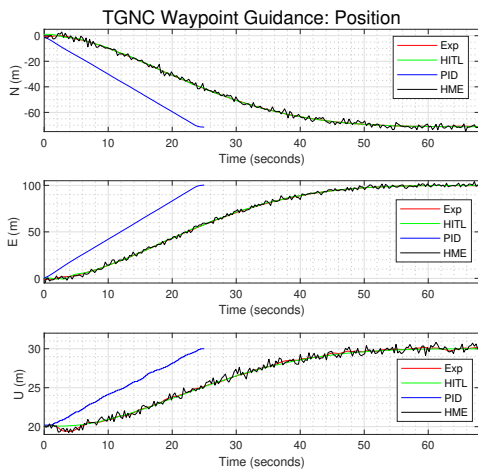 TGNC Waypoint Guidance: Position
0
-20
-40
-60
N (m)
Exp
HITL
PID
HME
0 10 20 30 40 50 60
Time (seconds)
100
50
0
E (m)
Exp
HITL
PID
HME
0 10 20 30 40 50 60
Time (seconds)
30
25
20
U (m)
Exp
HITL
PID
HME
0 10 20 30 40 50 60
Time (seconds)